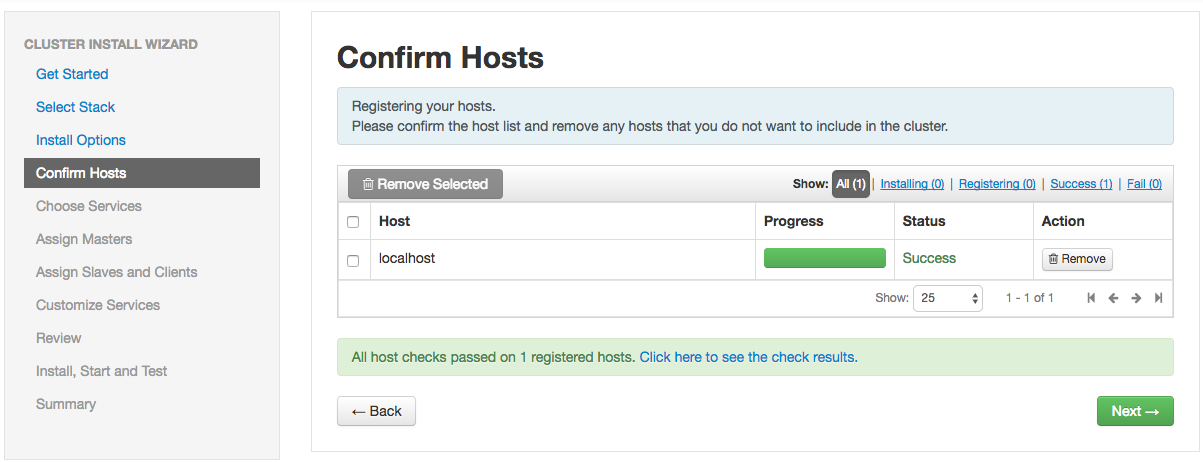 CLUSTER INSTALL WIZARD
Get Started
Select Stack
Install Options
Confirm Hosts
Choose Services
Assign Masters
Assign Slaves and Clients
Customize Services
Review
Install, Start and Test
Summary
Confirm Hosts
Registering your hosts.
Please confirm the host list and remove any hosts that you do not want to include in the cluster.
Remove Selected
Show: All (1) | Installing (0) | Registering (0) | Success (1) | Fail (0)
Host Progress Status Action
localhost Success Remove
Show: 25 1 - 1 of 1
All host checks passed on 1 registered hosts. Click here to see the check results.
← Back
Next →